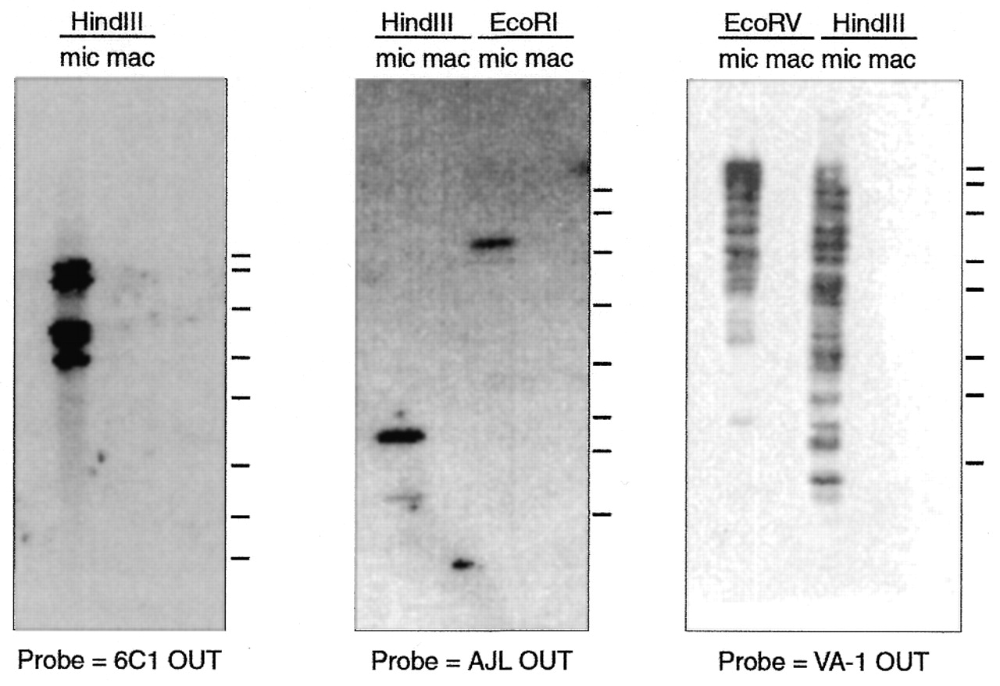 HindIII
mic mac
Probe = 6C1 OUT
HindIII EcoRI
mic mac mic mac
Probe = AJL OUT
EcoRV HindIII
mic mac mic mac
Probe = VA-1 OUT